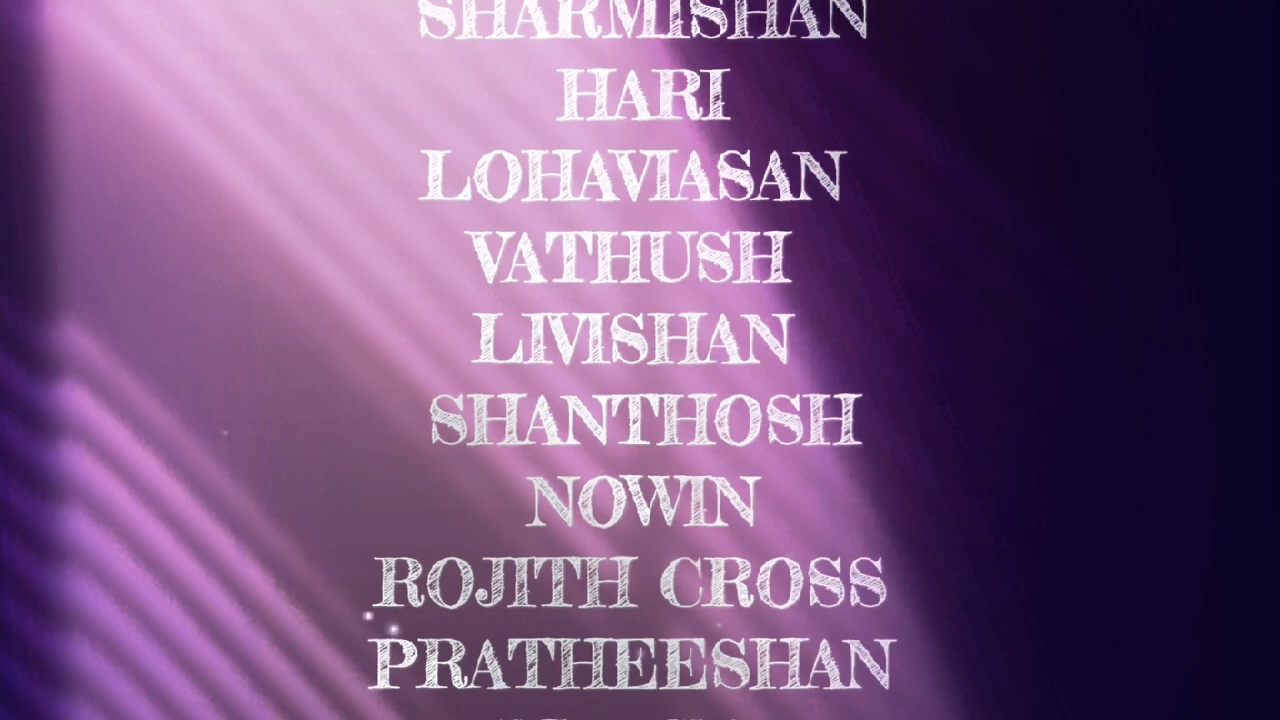 SHARMISHAN
HARI
LOHAVIASAN
VATHUSH
LIVISHAN
SHANTHOSH
NOWIN
ROJITH CROSS
PRATHEESHAN